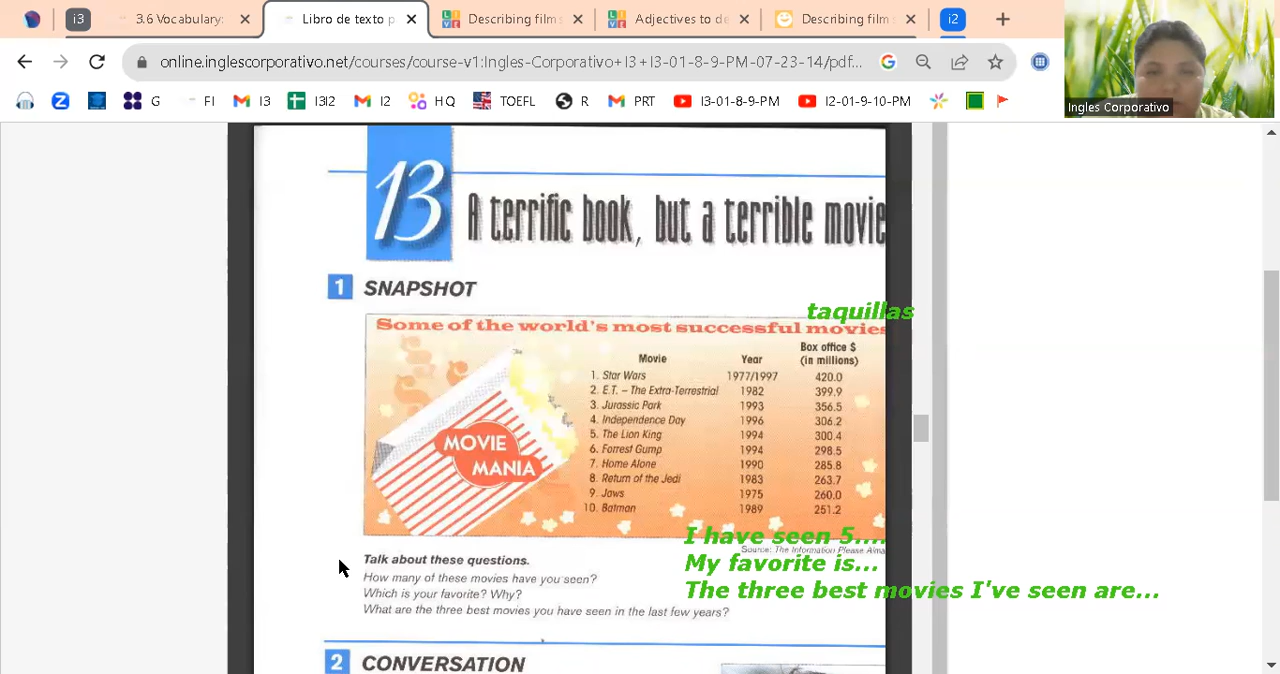 i3
3.6 Vocabulary:
Libro de texto p
Describing film
Adjectives to de
Describing film
i2
online.inglescorporativo.net/courses/course-v1:Ingles-Corporativo+I3+I3-01-8-9-PM-07-23-14/pdf...
G
FI
I3
I3I2
I2
HQ
TOEFL
R
PRT
I3-01-8-9-PM
I2-01-9-10-PM
Ingles Corporativo
13
A terrific book, but a terrible movie
1 SNAPSHOT
taquillas
Some of the world's most successful movies
Movie Year Box office $ (in millions)
1. Star Wars 1977/1997 420.0
2. E.T. – The Extra-Terrestrial 1982 399.9
3. Jurassic Park 1993 356.5
4. Independence Day 1996 306.2
5. The Lion King 1994 300.4
6. Forrest Gump 1994 298.5
7. Home Alone 1990 285.8
8. Return of the Jedi 1983 263.7
9. Jaws 1975 260.0
10. Batman 1989 251.2
MOVIE
MANIA
I have seen 5....
Source: The Information Please Alma
My favorite is...
The three best movies I've seen are...
Talk about these questions.
How many of these movies have you seen?
Which is your favorite? Why?
What are the three best movies you have seen in the last few years?
2 CONVERSATION